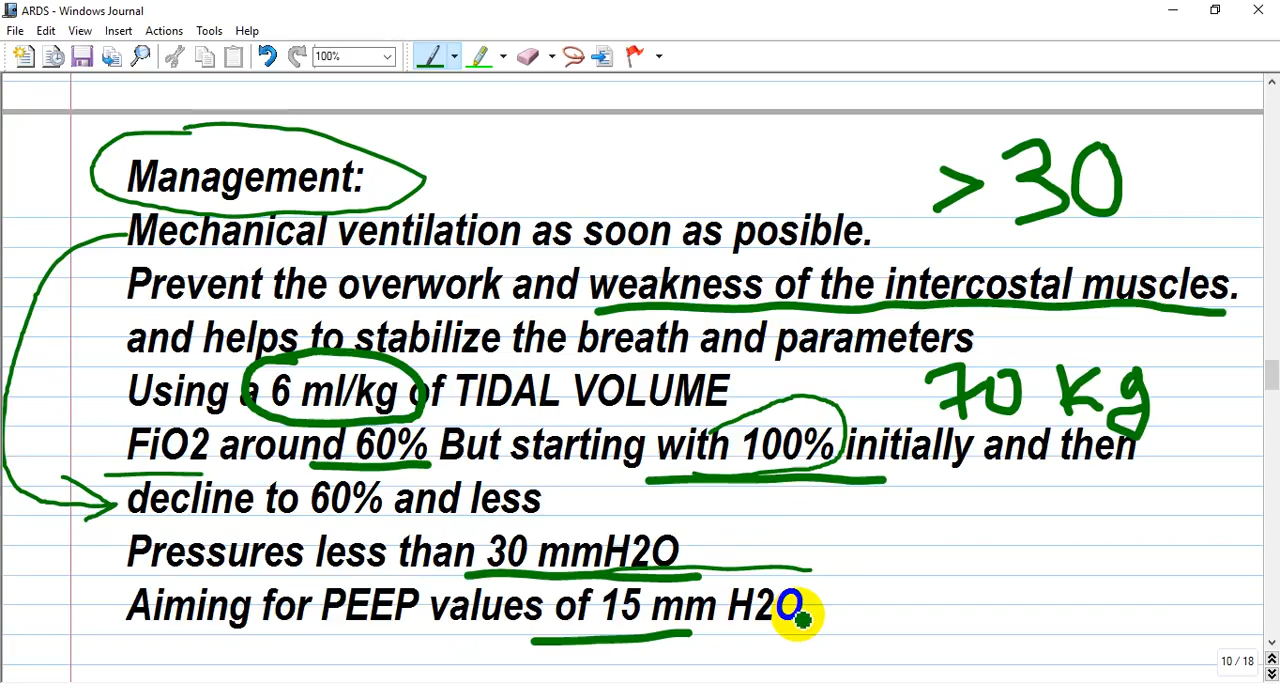 ARDS - Windows Journal
File Edit View Insert Actions Tools Help
100%
> 30
Management:
Mechanical ventilation as soon as posible.
Prevent the overwork and weakness of the intercostal muscles.
and helps to stabilize the breath and parameters
Using a 6 ml/kg of TIDAL VOLUME
70 Kg
FiO2 around 60% But starting with 100% initially and then
decline to 60% and less
Pressures less than 30 mmH2O
Aiming for PEEP values of 15 mm H2O
10 / 18